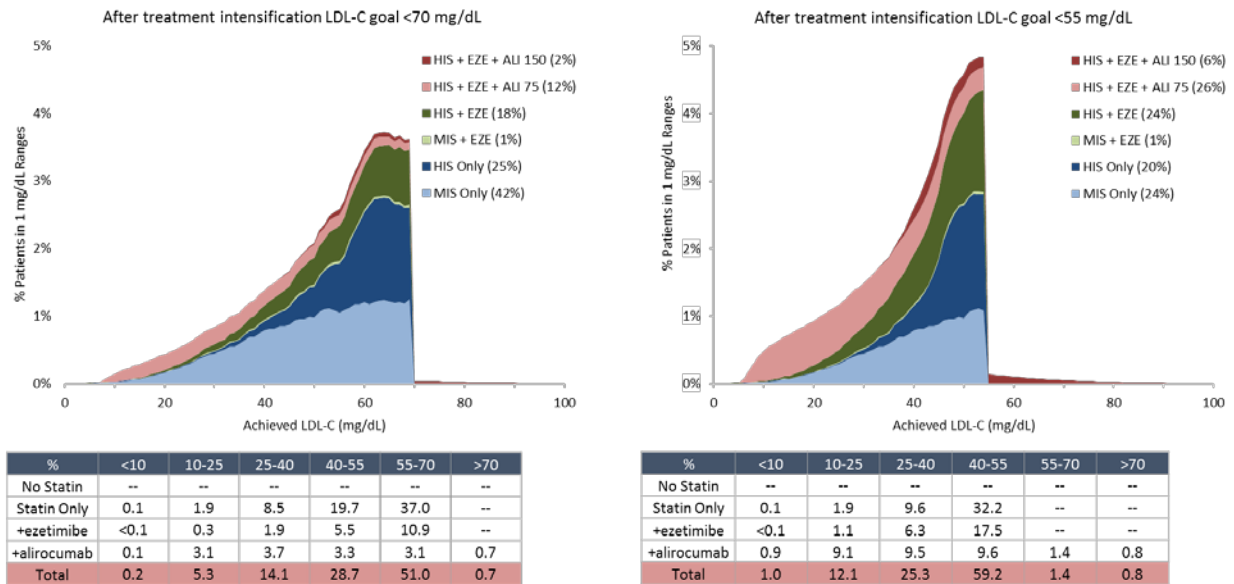 After treatment intensification LDL-C goal <70 mg/dL
5%
4%
3%
2%
1%
0%
% Patients in 1 mg/dL Ranges
HIS + EZE + ALI 150 (2%)
HIS + EZE + ALI 75 (12%)
HIS + EZE (18%)
MIS + EZE (1%)
HIS Only (25%)
MIS Only (42%)
0 20 40 60 80 100
Achieved LDL-C (mg/dL)
% <10 10-25 25-40 40-55 55-70 >70
No Statin -- -- -- -- -- --
Statin Only 0.1 1.9 8.5 19.7 37.0 --
+ezetimibe <0.1 0.3 1.9 5.5 10.9 --
+alirocumab 0.1 3.1 3.7 3.3 3.1 0.7
Total 0.2 5.3 14.1 28.7 51.0 0.7
After treatment intensification LDL-C goal <55 mg/dL
5%
4%
3%
2%
1%
0%
% Patients in 1 mg/dL Ranges
HIS + EZE + ALI 150 (6%)
HIS + EZE + ALI 75 (26%)
HIS + EZE (24%)
MIS + EZE (1%)
HIS Only (20%)
MIS Only (24%)
0 20 40 60 80 100
Achieved LDL-C (mg/dL)
% <10 10-25 25-40 40-55 55-70 >70
No Statin -- -- -- -- -- --
Statin Only 0.1 1.9 9.6 32.2 -- --
+ezetimibe <0.1 1.1 6.3 17.5 -- --
+alirocumab 0.9 9.1 9.5 9.6 1.4 0.8
Total 1.0 12.1 25.3 59.2 1.4 0.8